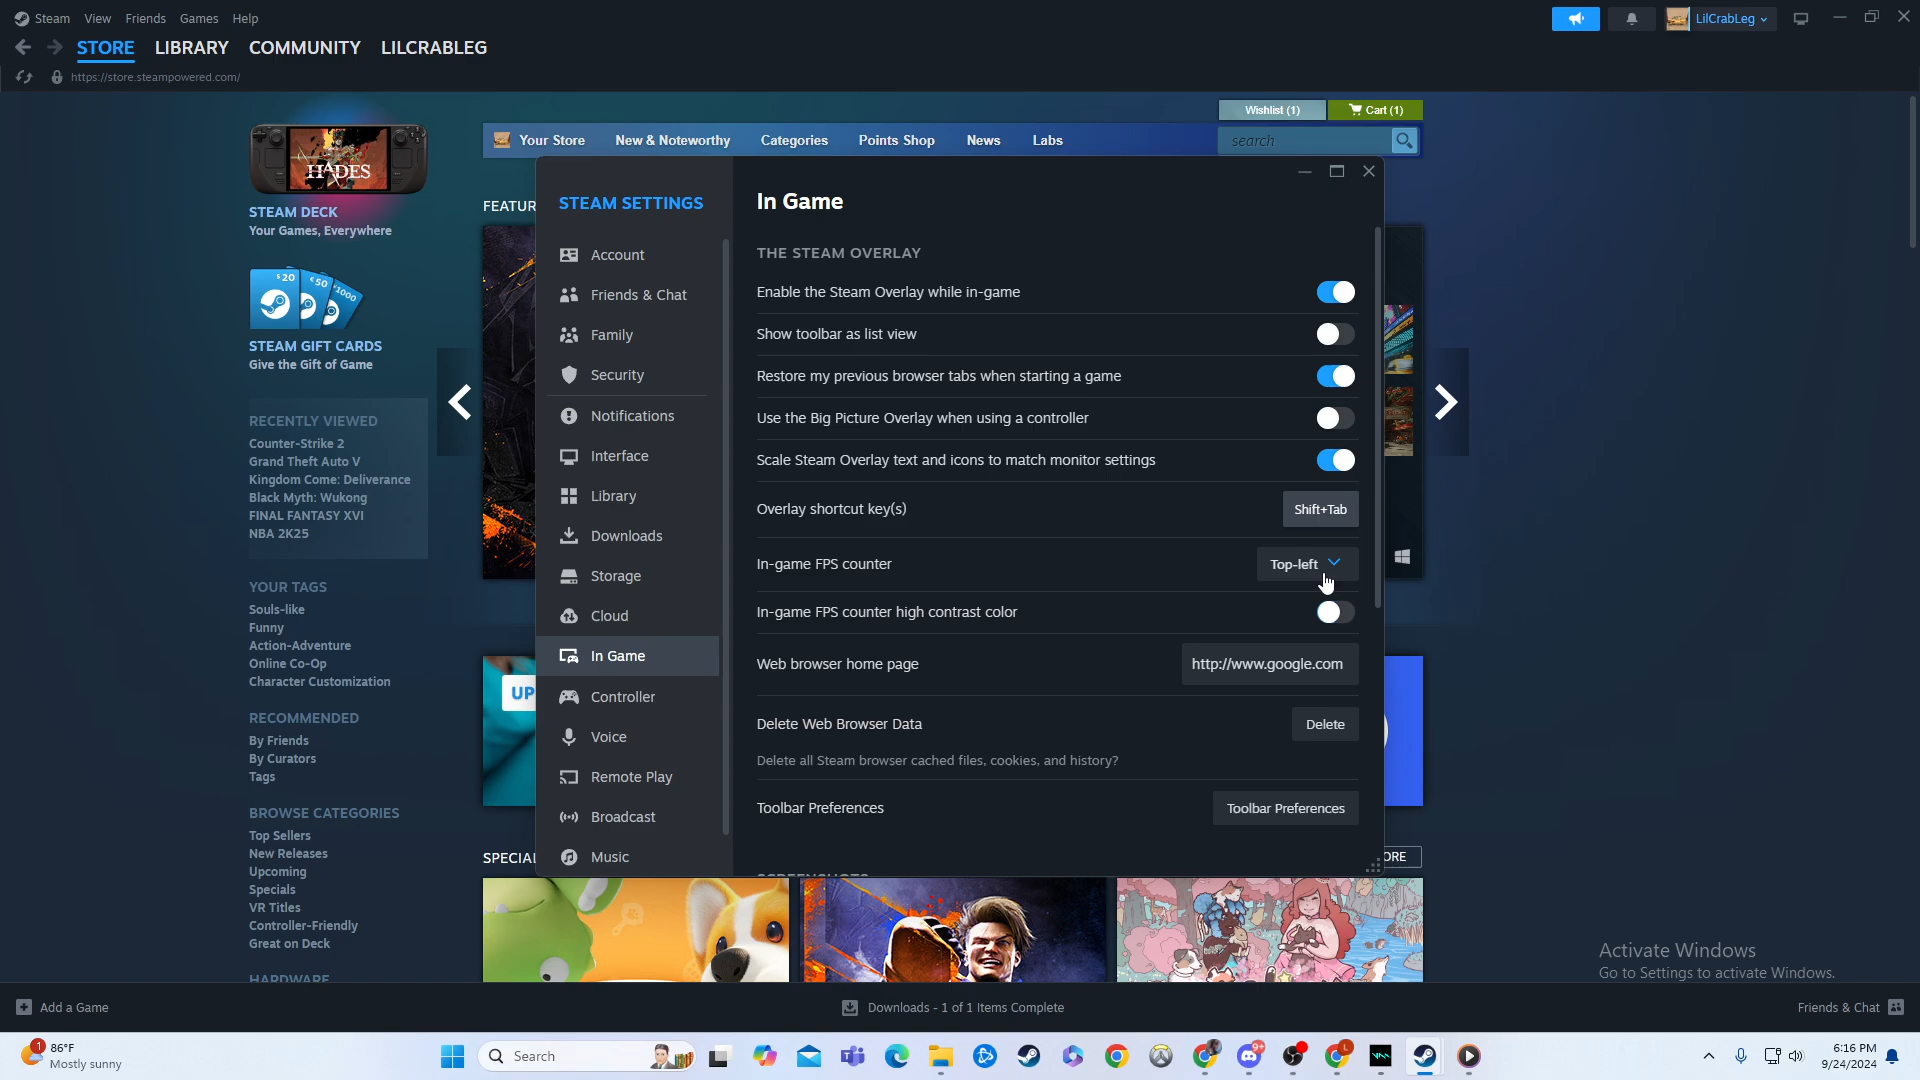 Steam View Friends Games Help
LilCrabLeg
STORE LIBRARY COMMUNITY LILCRABLEG
https://store.steampowered.com/
Wishlist (1) Cart (1)
Your Store New & Noteworthy Categories Points Shop News Labs search
HADES
STEAM DECK
Your Games, Everywhere
$20 €50 $1000
STEAM GIFT CARDS
Give the Gift of Game
RECENTLY VIEWED
Counter-Strike 2
Grand Theft Auto V
Kingdom Come: Deliverance
Black Myth: Wukong
FINAL FANTASY XVI
NBA 2K25
YOUR TAGS
Souls-like
Funny
Action-Adventure
Online Co-Op
Character Customization
RECOMMENDED
By Friends
By Curators
Tags
BROWSE CATEGORIES
Top Sellers
New Releases
Upcoming
Specials
VR Titles
Controller-Friendly
Great on Deck
HARDWARE
FEATUR
UP
SPECIAL
ORE
STEAM SETTINGS
Account
Friends & Chat
Family
Security
Notifications
Interface
Library
Downloads
Storage
Cloud
In Game
Controller
Voice
Remote Play
Broadcast
Music
In Game
THE STEAM OVERLAY
Enable the Steam Overlay while in-game
Show toolbar as list view
Restore my previous browser tabs when starting a game
Use the Big Picture Overlay when using a controller
Scale Steam Overlay text and icons to match monitor settings
Overlay shortcut key(s) Shift+Tab
In-game FPS counter Top-left
In-game FPS counter high contrast color
Web browser home page http://www.google.com
Delete Web Browser Data Delete
Delete all Steam browser cached files, cookies, and history?
Toolbar Preferences Toolbar Preferences
SCREENSHOTS
Activate Windows
Go to Settings to activate Windows.
Add a Game Downloads - 1 of 1 Items Complete Friends & Chat
1
86°F
Mostly sunny
Search
9+
6:16 PM
9/24/2024